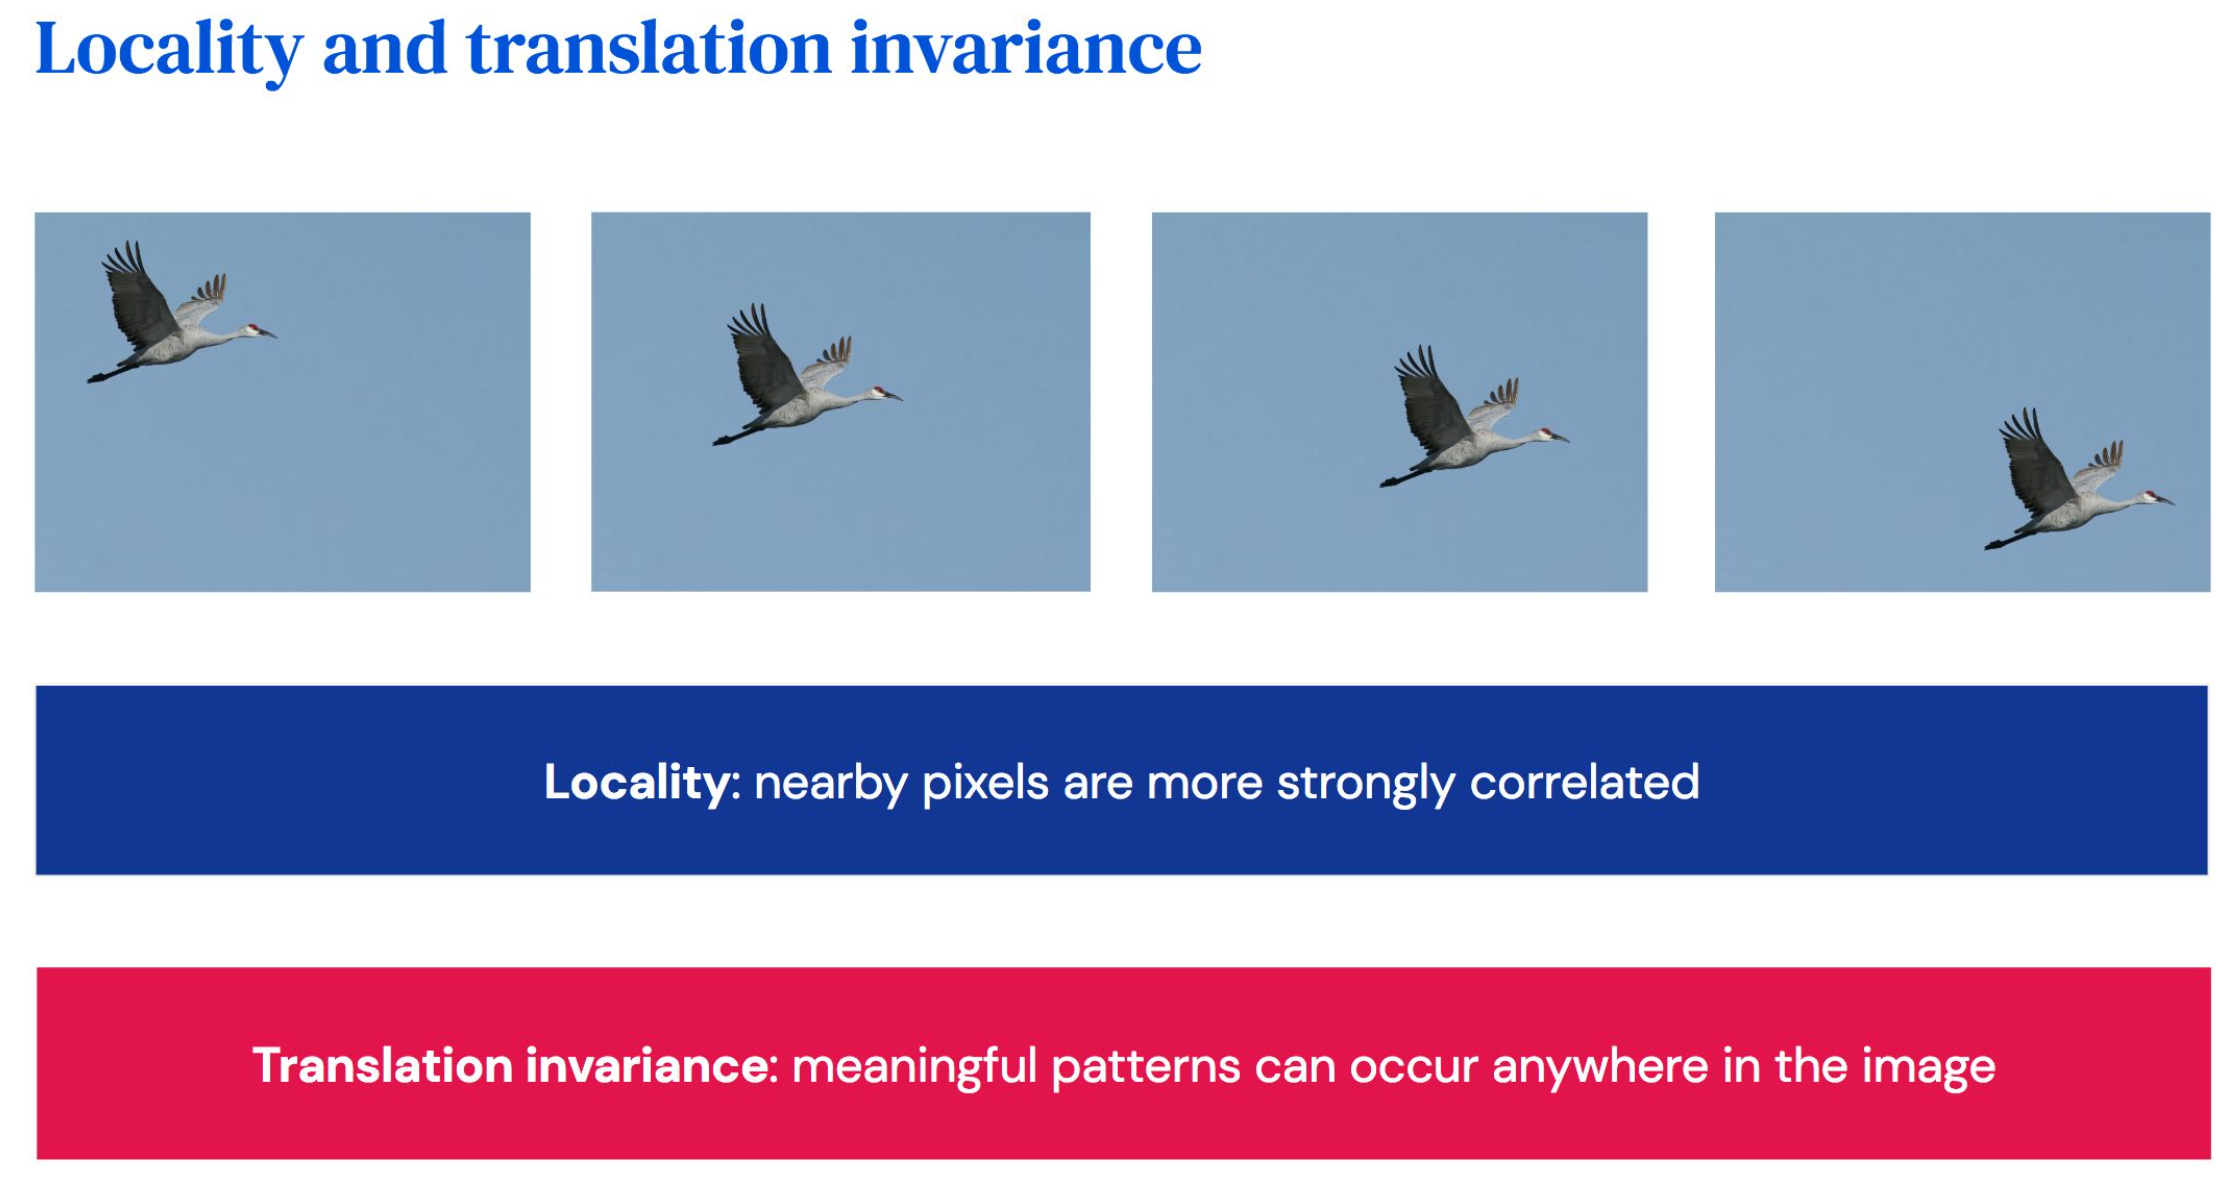 Locality and translation invariance
Locality: nearby pixels are more strongly correlated
Translation invariance: meaningful patterns can occur anywhere in the image